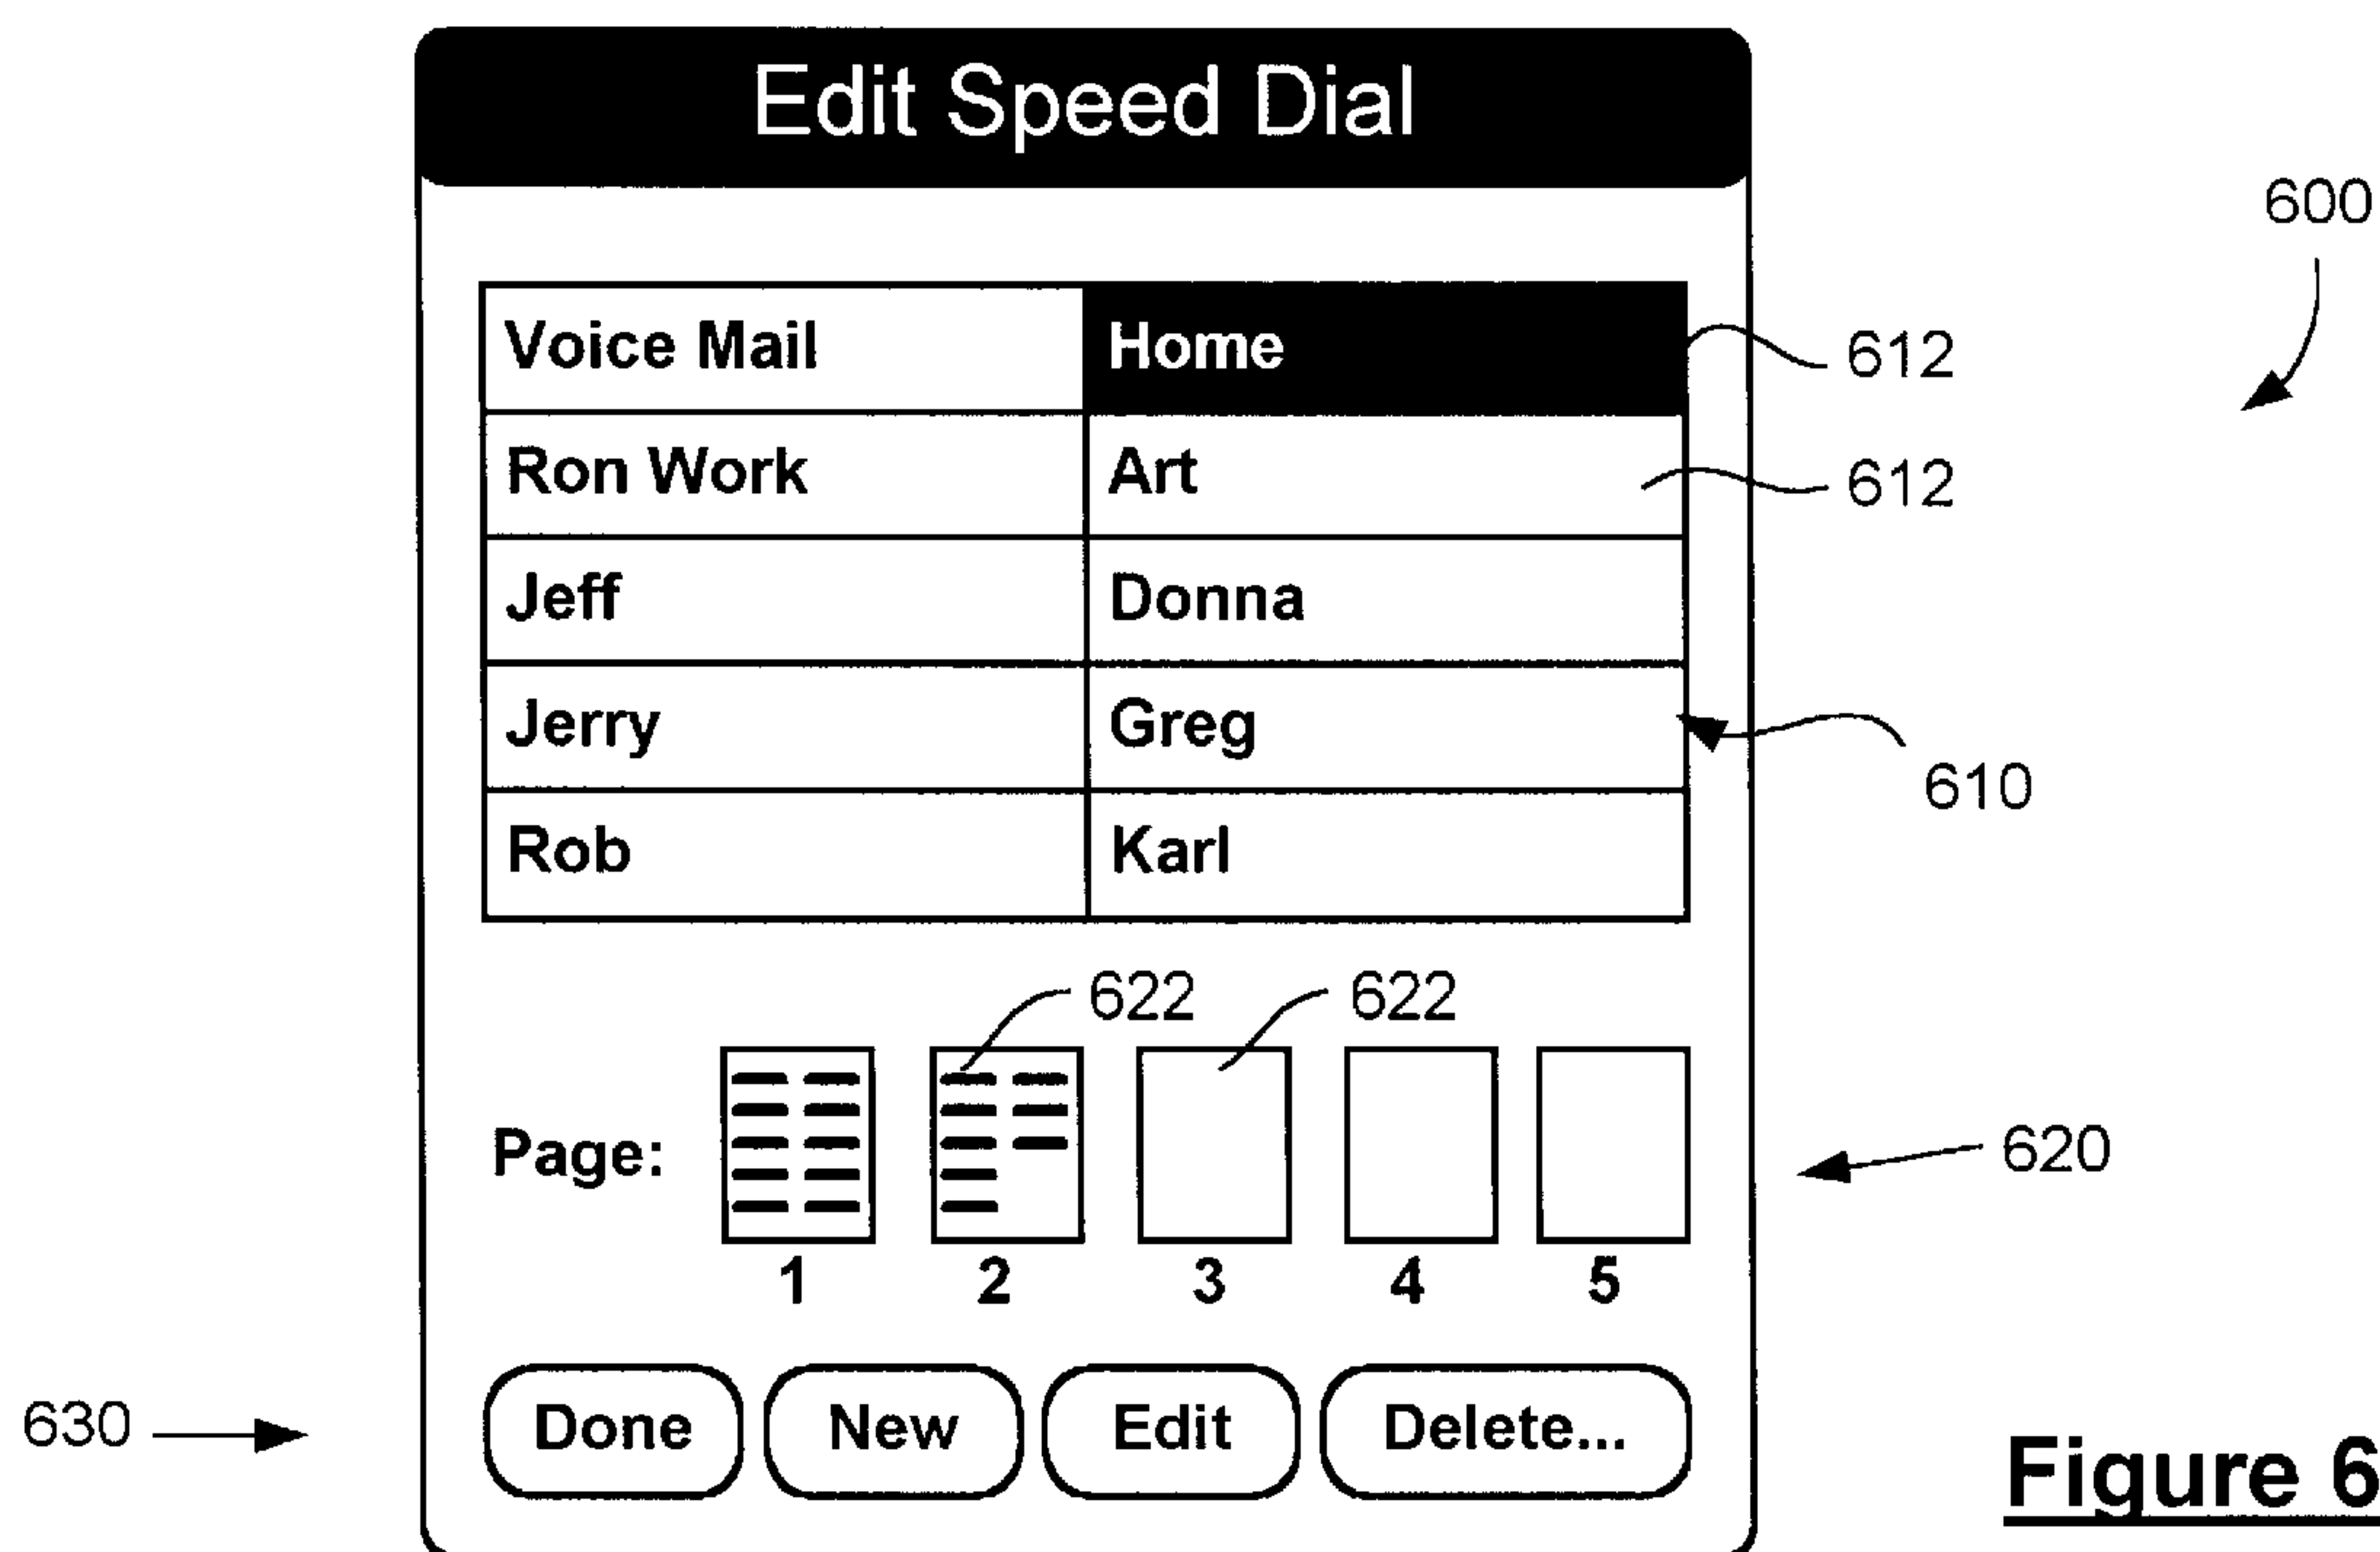 Edit Speed Dial
600
Voice Mail Home 612
Ron Work Art 612
Jeff Donna
Jerry Greg
610
Rob Karl
622 622
Page: 620
1 2 3 4 5
630 Done New Edit Delete...
Figure 6